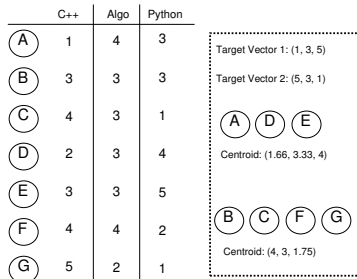 C++ Algo Python
A 1 4 3
B 3 3 3
C 4 3 1
D 2 3 4
E 3 3 5
F 4 4 2
G 5 2 1
Target Vector 1: (1, 3, 5)
Target Vector 2: (5, 3, 1)
A D E
Centroid: (1.66, 3.33, 4)
B C F G
Centroid: (4, 3, 1.75)